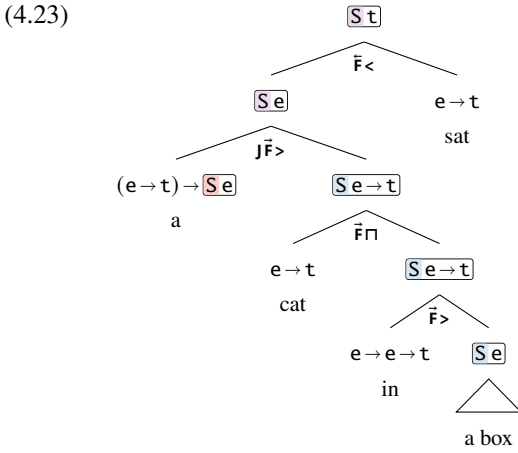 (4.23)
S t
F⃖<
S e e→t
sat
JF⃗>
(e→t)→S e S e→t
a
F⃗⊓
e→t S e→t
cat
F⃗>
e→e→t S e
in
a box